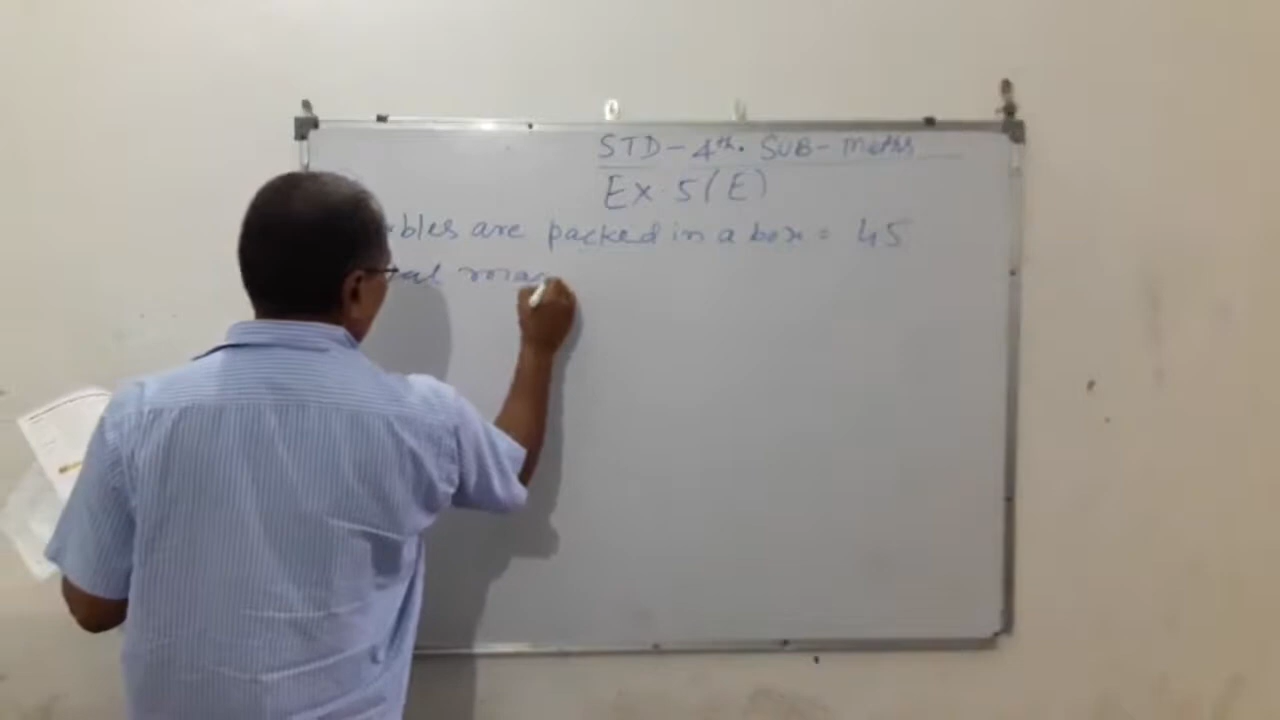 STD-4th. SUB-Maths
Ex.5(E)
bles are packed in a box = 45
tal mar